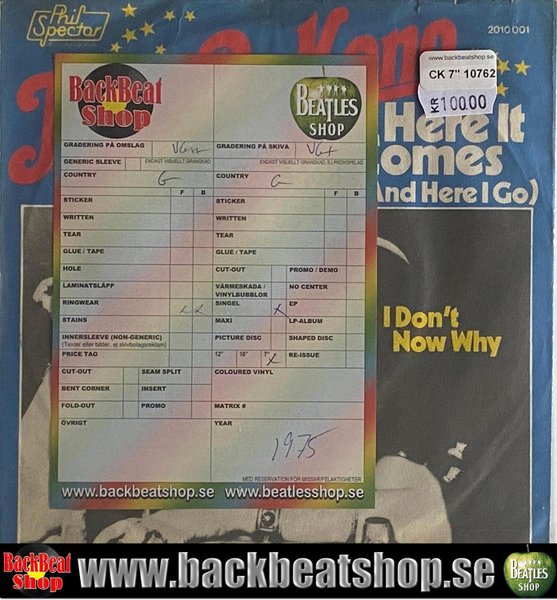 Phil
Spector
2010 001
www.backbeatshop.se
CK 7" 10762
KR 100.00
Here It
Comes
(And Here I Go)
I Don't
Now Why
BackBeat
Shop
BEATLES
SHOP
GRADERING PÅ OMSLAG
GRADERING PÅ SKIVA
GENERIC SLEEVE
ENDAST VISUELLT GRANSKAD
ENDAST VISUELLT GRANSKAD, EJ PROVSPELAD
COUNTRY G
COUNTRY G
F B F B
STICKER STICKER
WRITTEN WRITTEN
TEAR TEAR
GLUE / TAPE GLUE / TAPE
HOLE CUT-OUT PROMO / DEMO
LAMINATSLÄPP VÄRMESKADA / VINYLBUBBLOR NO CENTER
RINGWEAR SINGEL X EP
STAINS MAXI LP-ALBUM
INNERSLEEVE (NON-GENERIC) PICTURE DISC SHAPED DISC
(Texter eller bilder, ej skivbolagsreklam)
PRICE TAG 12" 10" 7" X RE-ISSUE
CUT-OUT SEAM SPLIT COLOURED VINYL
BENT CORNER INSERT
FOLD-OUT PROMO MATRIX #
ÖVRIGT YEAR
1975
MED RESERVATION FÖR MISSAR/FELAKTIGHETER
www.backbeatshop.se www.beatlesshop.se
BackBeat
Shop
www.backbeatshop.se
BEATLES
SHOP